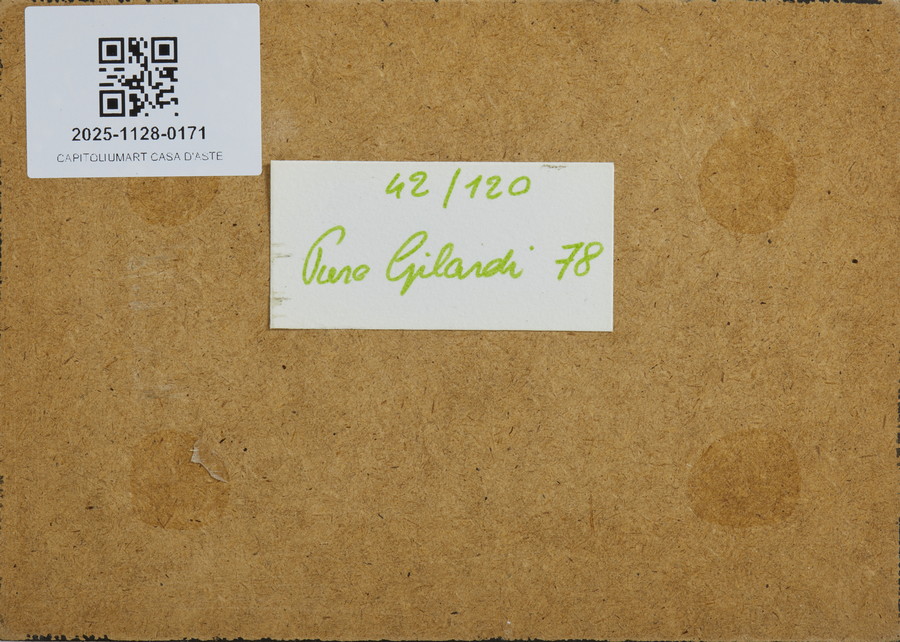 2025-1128-0171
CAPITOLIUMART CASA D'ASTE
42/120
Piero Gilardi 78